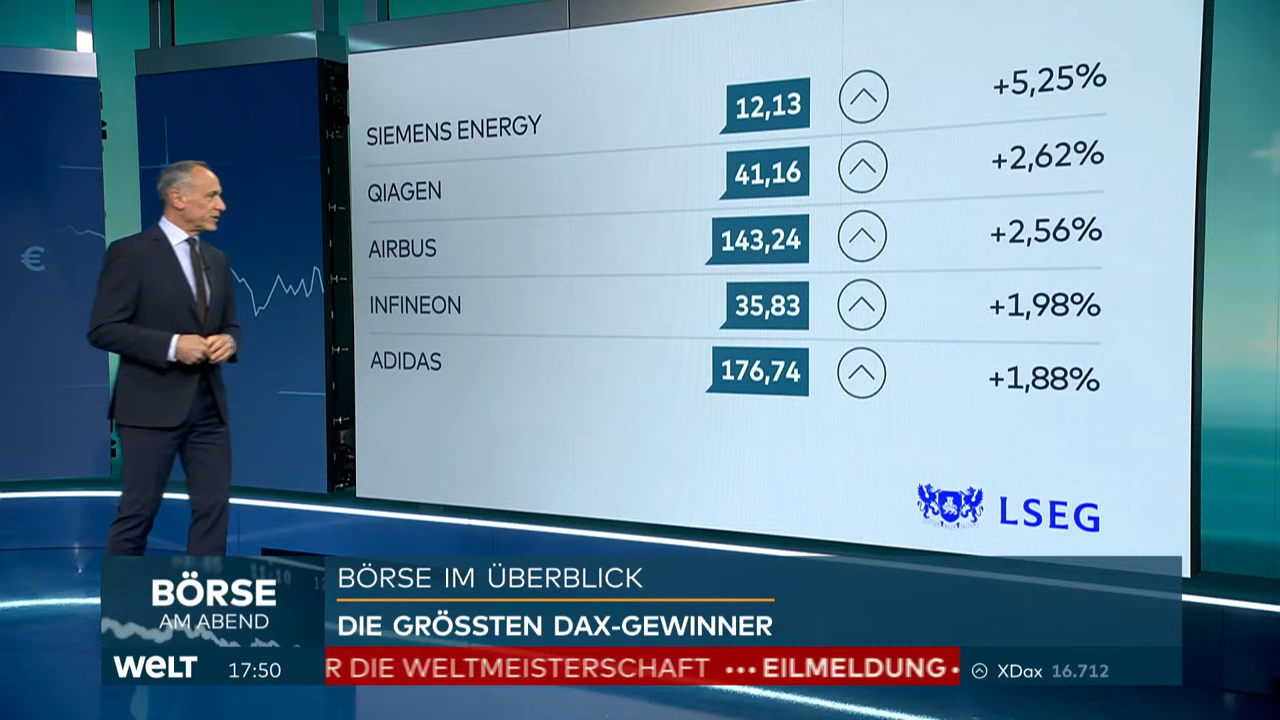 SIEMENS ENERGY 12,13 +5,25%
QIAGEN 41,16 +2,62%
AIRBUS 143,24 +2,56%
INFINEON 35,83 +1,98%
ADIDAS 176,74 +1,88%
€
LSEG
BÖRSE
AM ABEND
BÖRSE IM ÜBERBLICK
DIE GRÖSSTEN DAX-GEWINNER
WELT 17:50 R DIE WELTMEISTERSCHAFT ••• EILMELDUNG • XDax 16.712